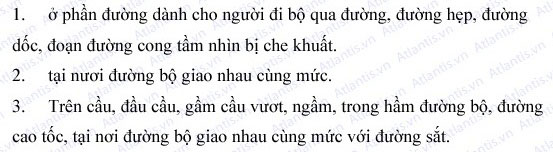 1. ở phần đường dành cho người đi bộ qua đường, đường hẹp, đường
dốc, đoạn đường cong tầm nhìn bị che khuất.
2. tại nươi đường bộ giao nhau cùng mức.
3. Trên cầu, đầu cầu, gầm cầu vươt, ngầm, trong hầm đường bộ, đường
cao tốc, tại nơi đường bộ giao nhau cùng mức với đường sắt.